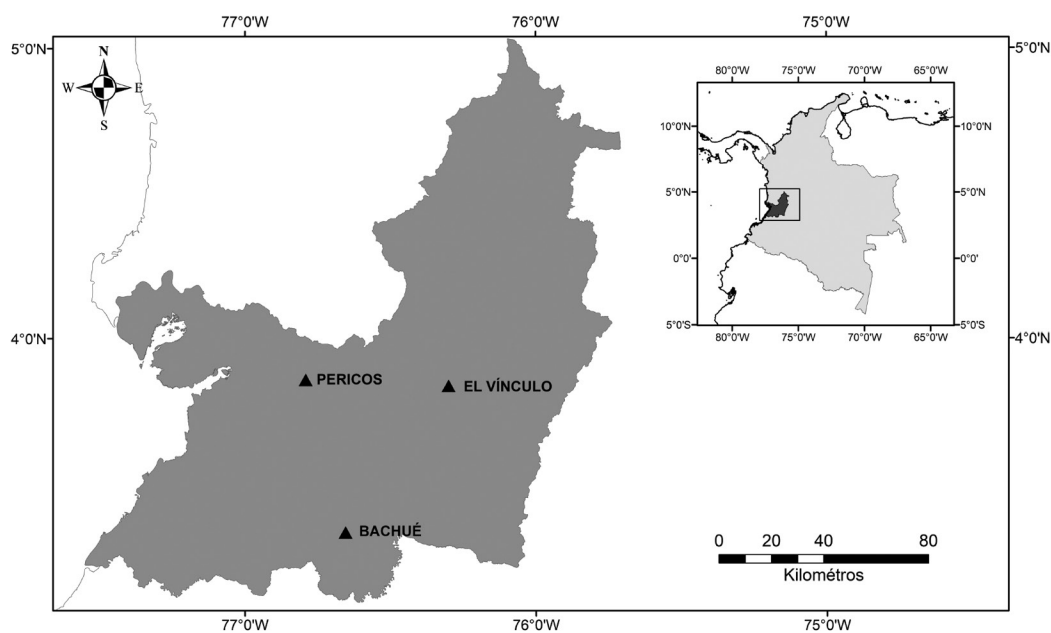 77°0'W 76°0'W 75°0'W
5°0'N 5°0'N
N
W E
S
80°0'W 75°0'W 70°0'W 65°0'W
10°0'N 10°0'N
5°0'N 5°0'N
0°0' 0°0'
5°0'S 5°0'S
80°0'W 75°0'W 70°0'W 65°0'W
4°0'N 4°0'N
PERICOS
EL VÍNCULO
BACHUÉ
0 20 40 80
Kilométros
77°0'W 76°0'W 75°0'W